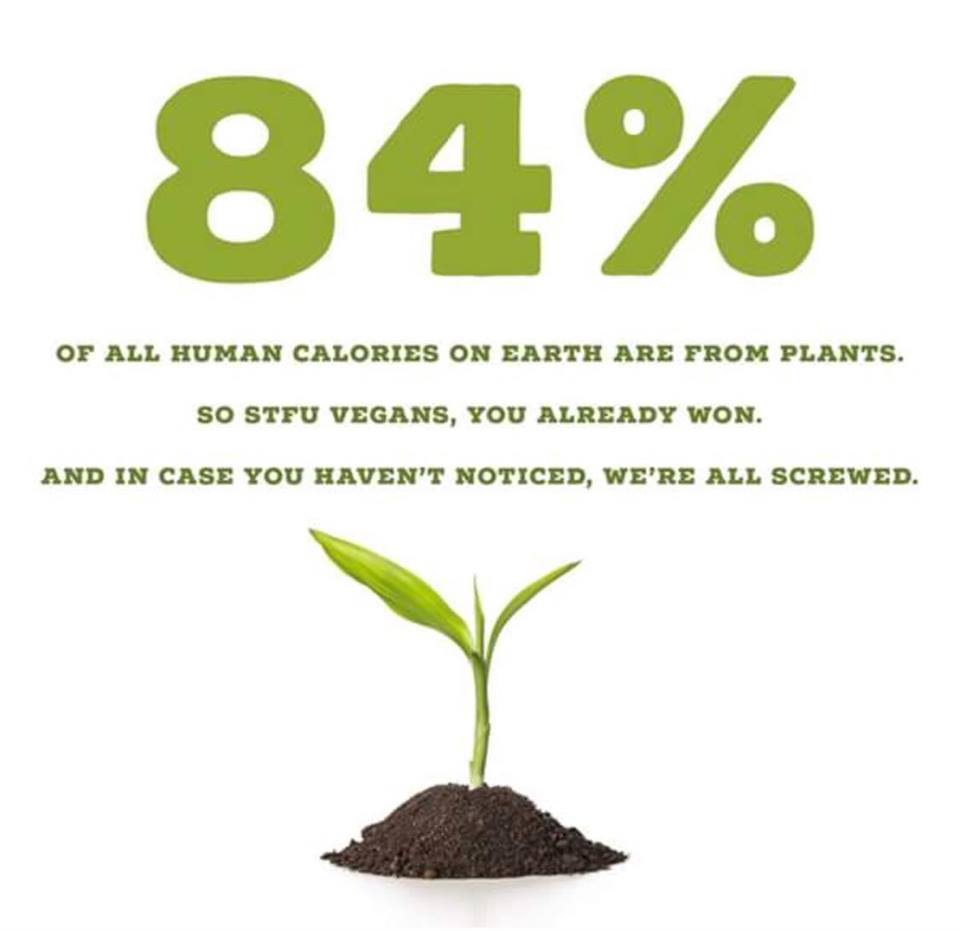 84%
OF ALL HUMAN CALORIES ON EARTH ARE FROM PLANTS.
SO STFU VEGANS, YOU ALREADY WON.
AND IN CASE YOU HAVEN'T NOTICED, WE'RE ALL SCREWED.